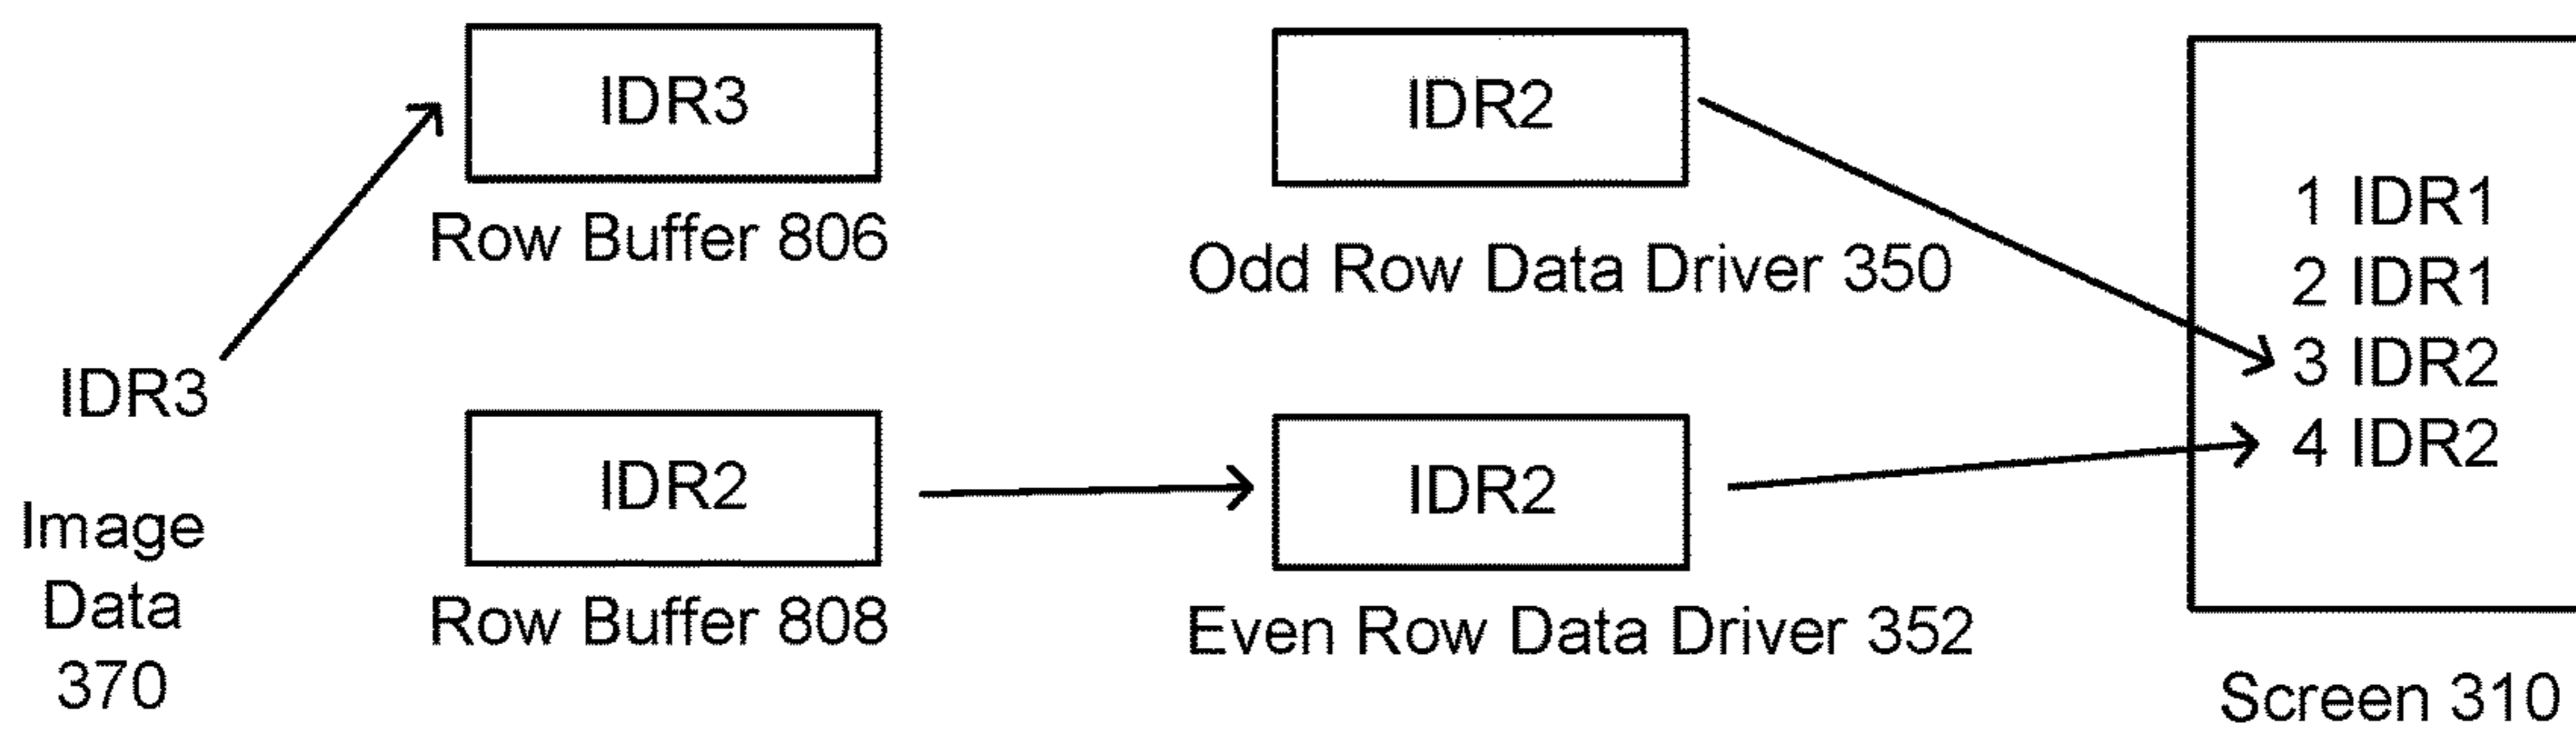 IDR3
Image
Data
370
IDR3
Row Buffer 806
IDR2
Row Buffer 808
IDR2
Odd Row Data Driver 350
IDR2
Even Row Data Driver 352
1 IDR1
2 IDR1
3 IDR2
4 IDR2
Screen 310